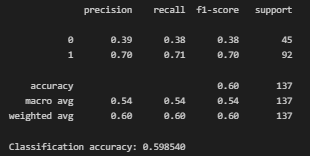 precision recall f1-score support
0 0.39 0.38 0.38 45
1 0.70 0.71 0.70 92
accuracy 0.60 137
macro avg 0.54 0.54 0.54 137
weighted avg 0.60 0.60 0.60 137
Classification accuracy: 0.598540